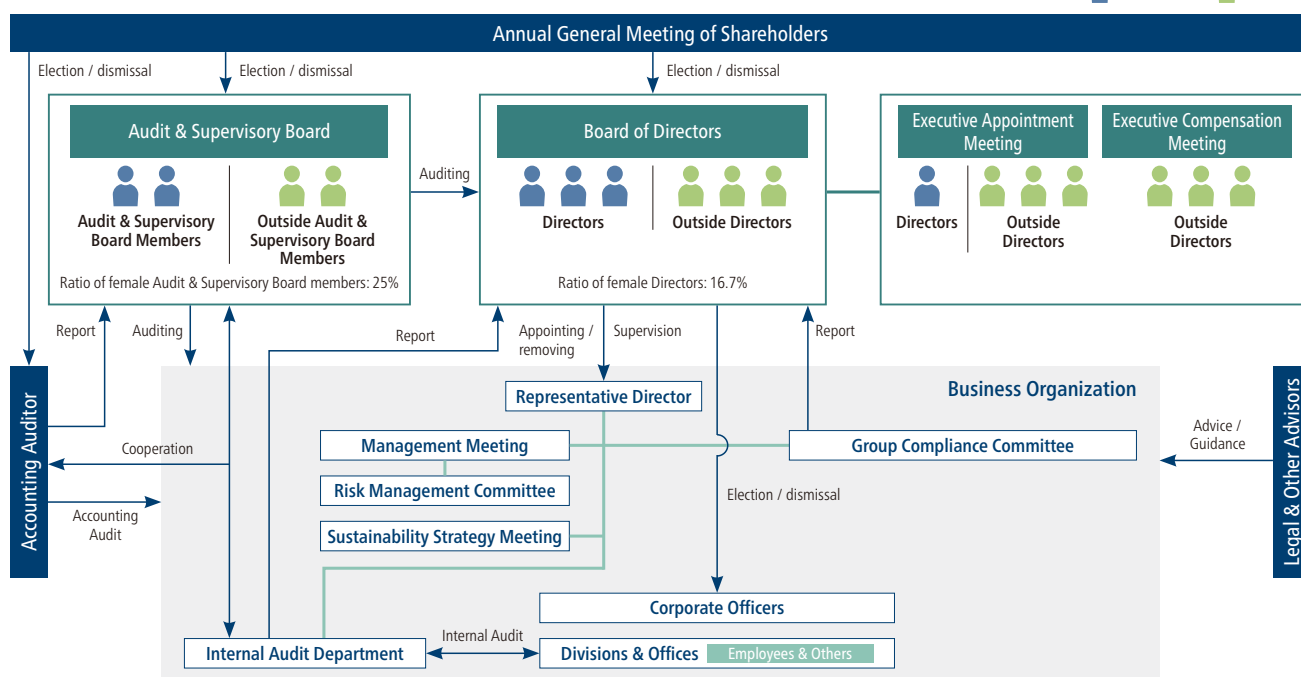 Annual General Meeting of Shareholders
Election / dismissal
Election / dismissal
Election / dismissal
Audit & Supervisory Board
Audit & Supervisory
Board Members
Outside Audit &
Supervisory Board
Members
Ratio of female Audit & Supervisory Board members: 25%
Auditing
Board of Directors
Directors
Outside Directors
Ratio of female Directors: 16.7%
Executive Appointment
Meeting
Directors
Outside
Directors
Executive Compensation
Meeting
Outside
Directors
Report
Auditing
Report
Appointing /
removing
Supervision
Report
Accounting Auditor
Business Organization
Representative Director
Management Meeting
Group Compliance Committee
Risk Management Committee
Sustainability Strategy Meeting
Cooperation
Accounting
Audit
Election / dismissal
Advice /
Guidance
Legal & Other Advisors
Corporate Officers
Internal Audit Department
Internal Audit
Divisions & Offices
Employees & Others